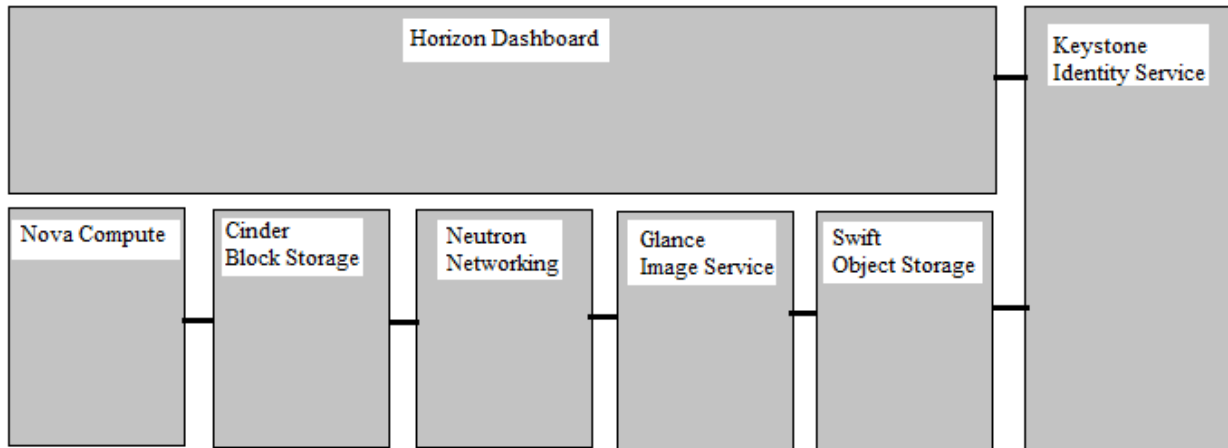 Horizon Dashboard
Keystone
Identity Service
Nova Compute
Cinder
Block Storage
Neutron
Networking
Glance
Image Service
Swift
Object Storage